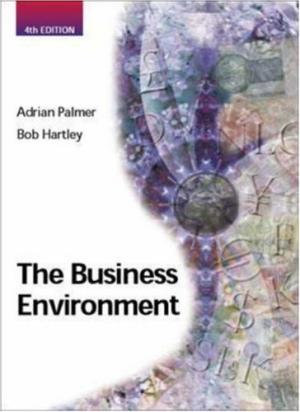 4th EDITION
Adrian Palmer
Bob Hartley
The Business
Environment